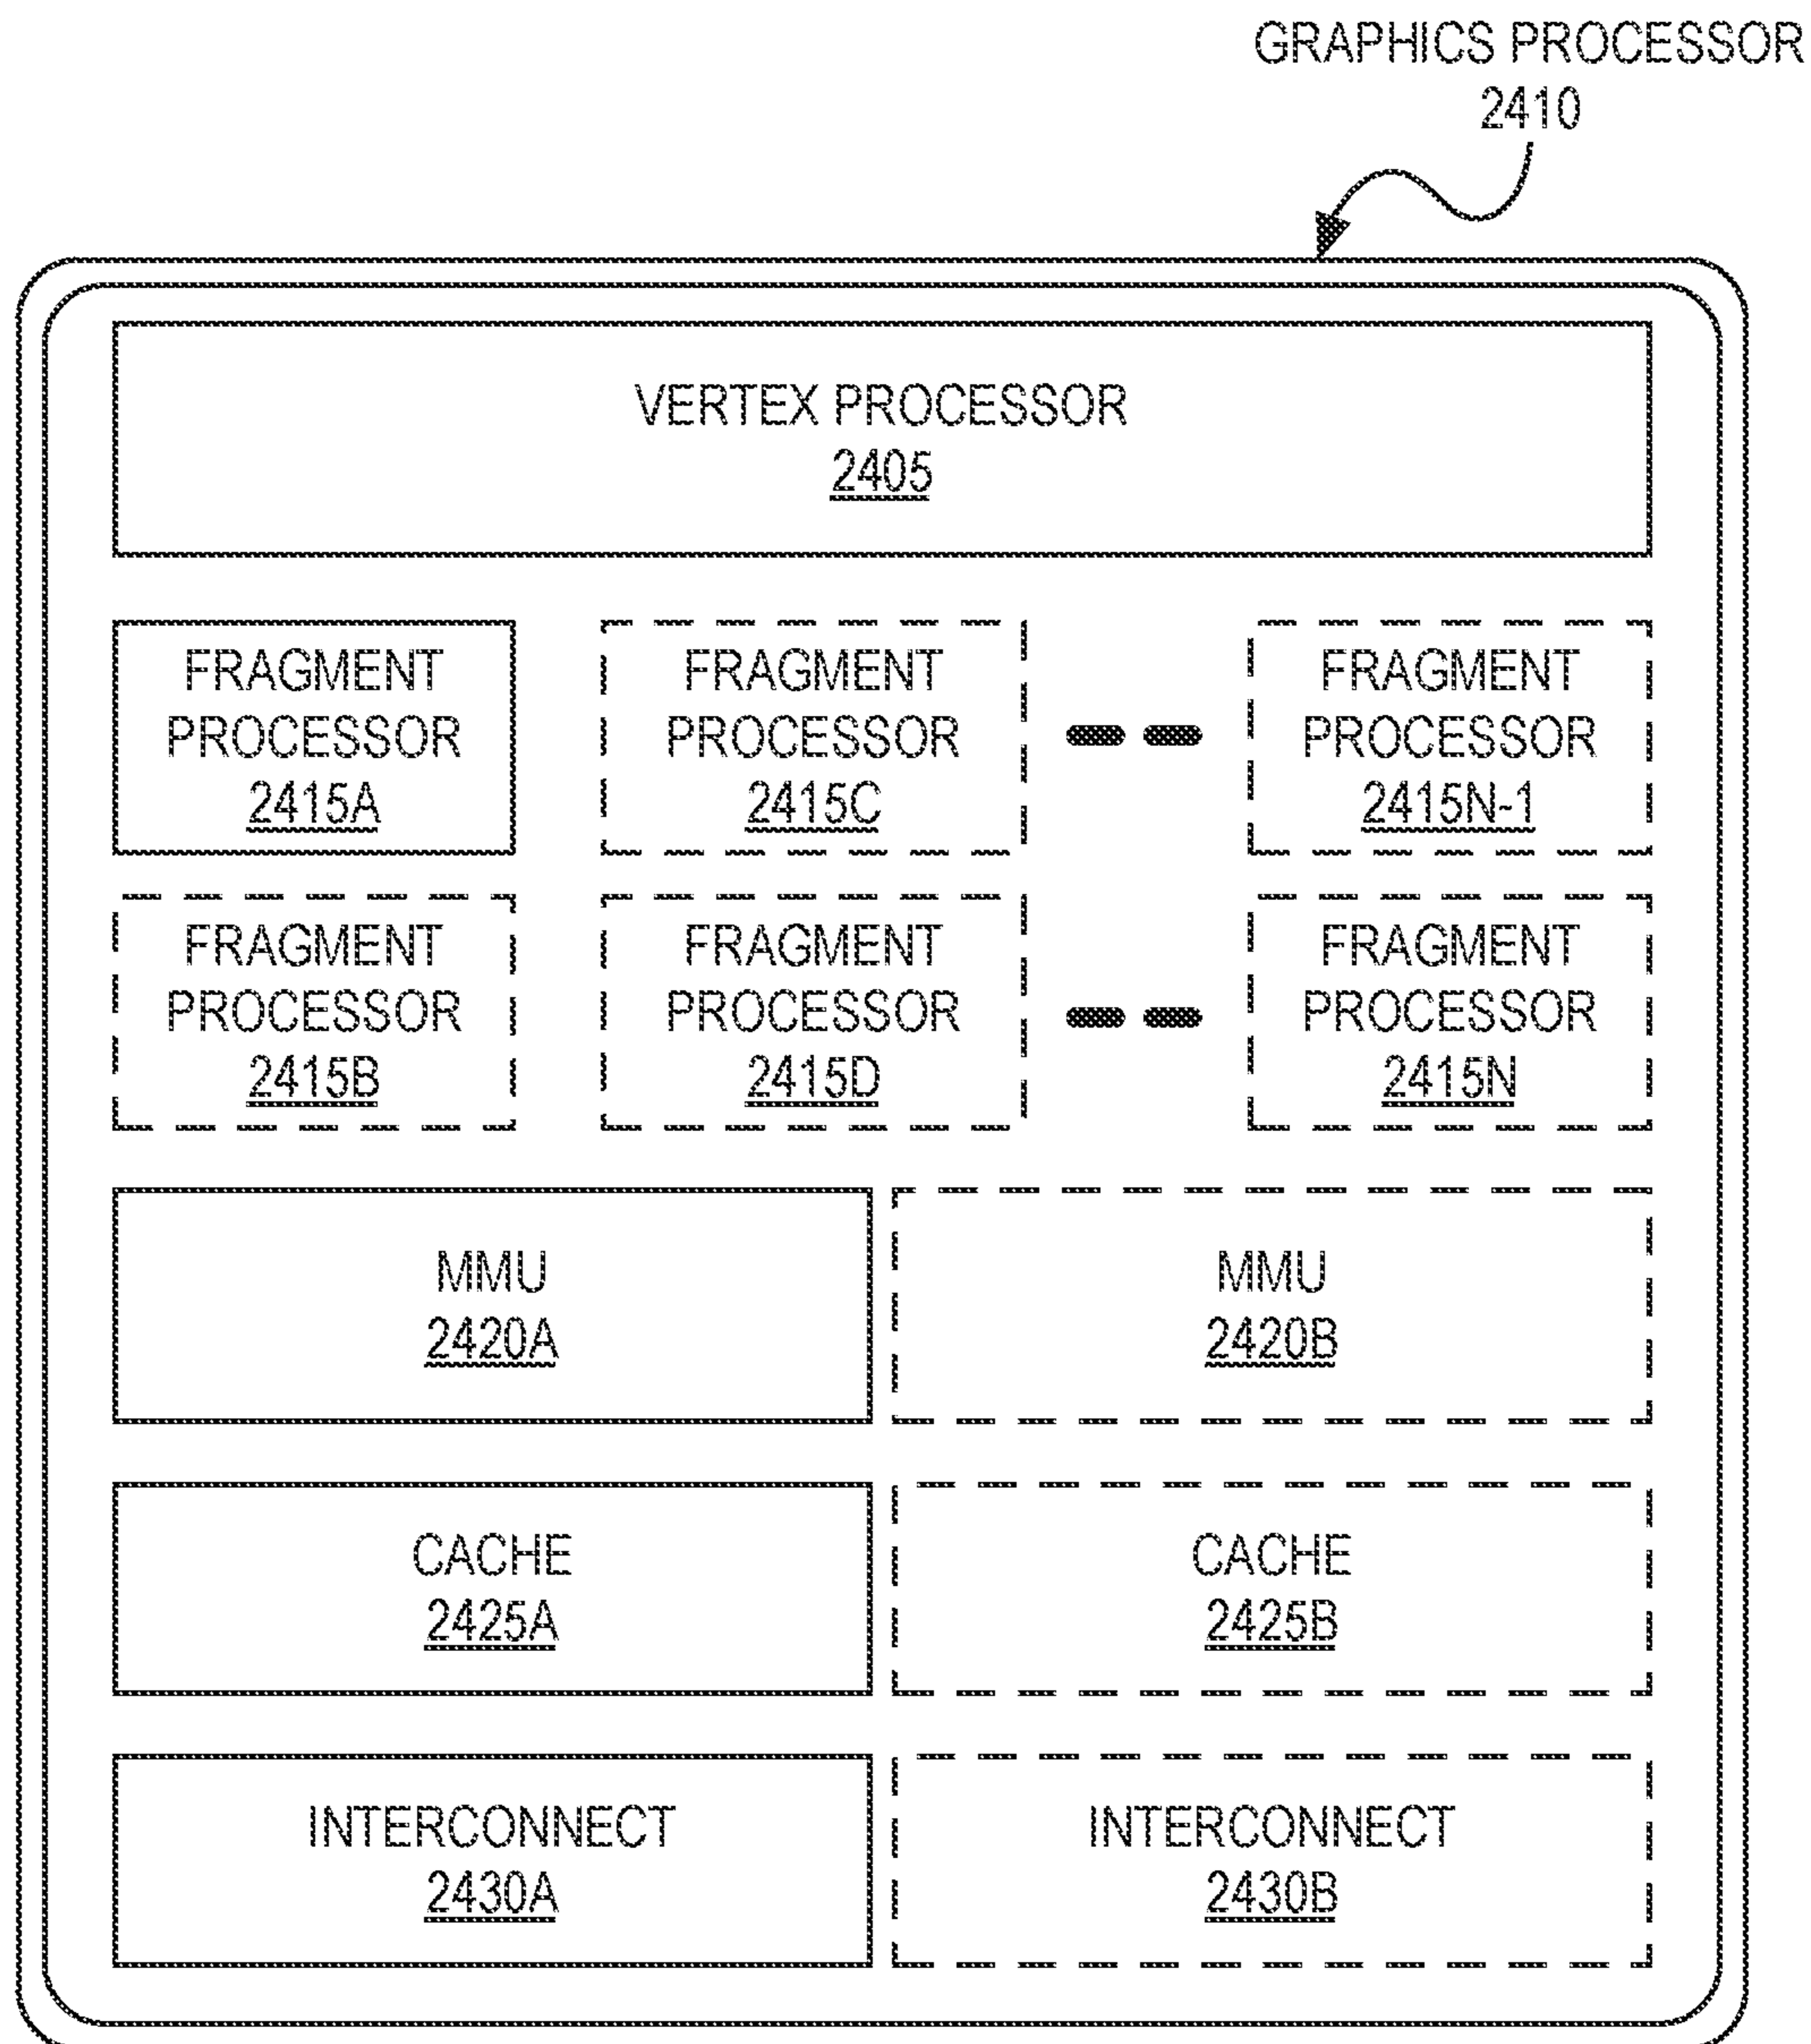 GRAPHICS PROCESSOR
2410
VERTEX PROCESSOR
2405
FRAGMENT
PROCESSOR
2415A
FRAGMENT
PROCESSOR
2415C
FRAGMENT
PROCESSOR
2415N-1
FRAGMENT
PROCESSOR
2415B
FRAGMENT
PROCESSOR
2415D
FRAGMENT
PROCESSOR
2415N
MMU
2420A
MMU
2420B
CACHE
2425A
CACHE
2425B
INTERCONNECT
2430A
INTERCONNECT
2430B